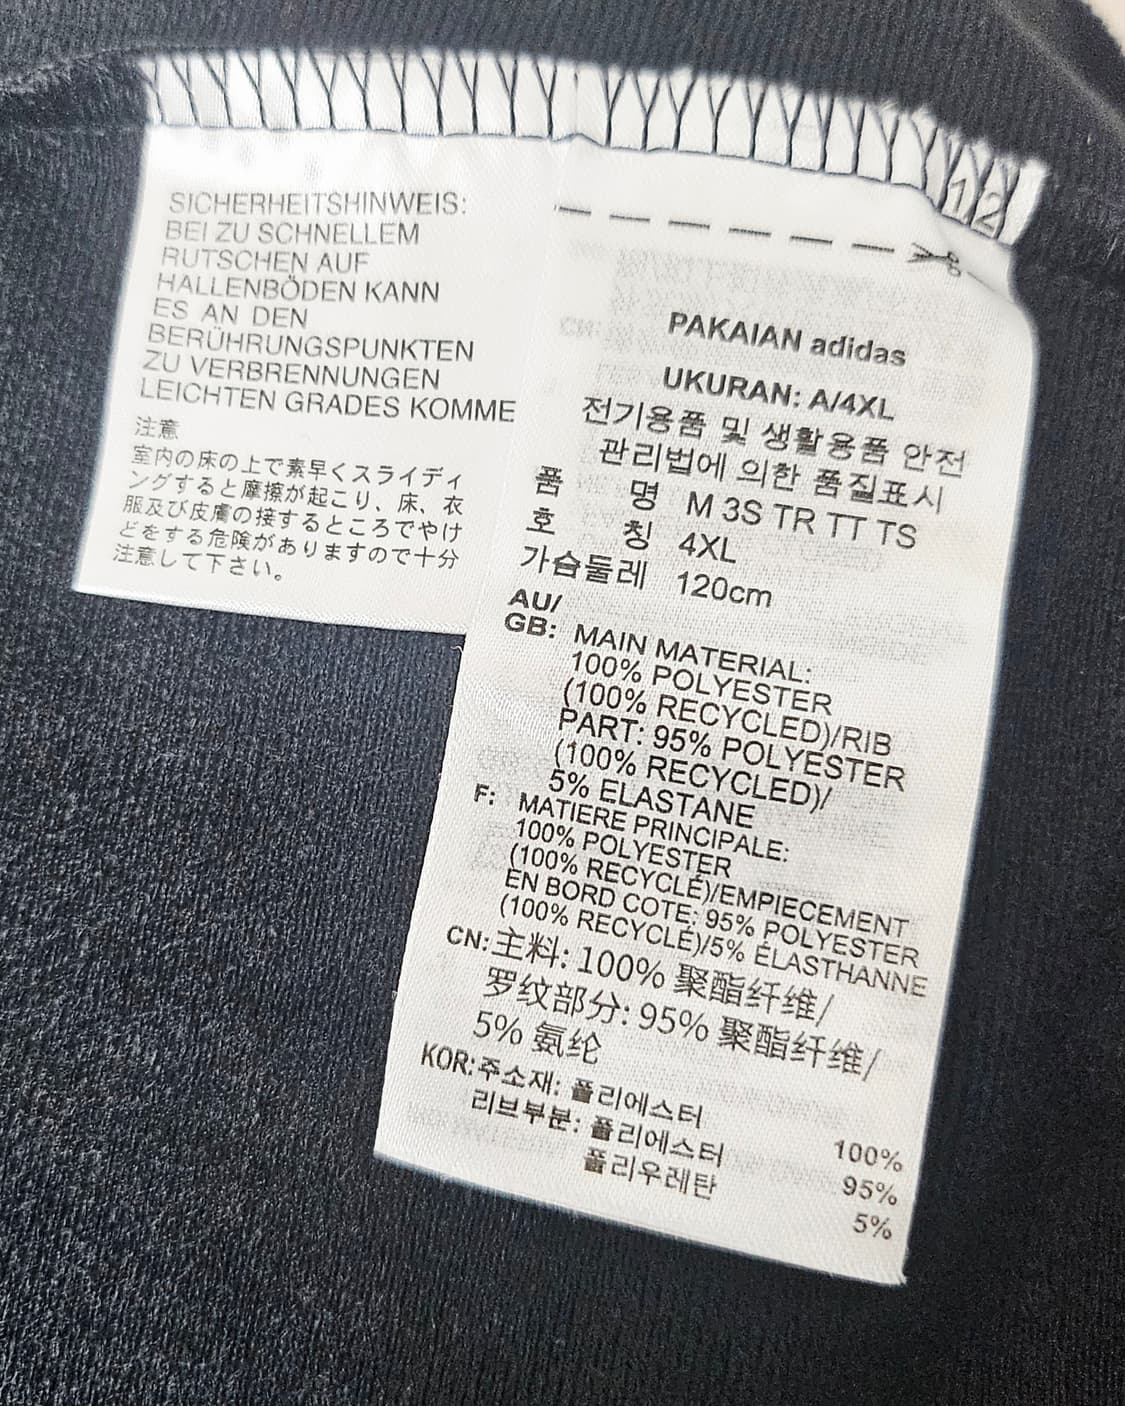 SICHERHEITSHINWEIS:
BEI ZU SCHNELLEM
RUTSCHEN AUF
HALLENBÖDEN KANN
ES AN DEN
BERÜHRUNGSPUNKTEN
ZU VERBRENNUNGEN
LEICHTEN GRADES KOMME
注意
室内の床の上で素早くスライディ
ングすると摩擦が起こり、床、衣
服及び皮膚の接するところでやけ
どをする危険がありますので十分
注意して下さい。
12
PAKAIAN adidas
UKURAN: A/4XL
전기용품 및 생활용품 안전
관리법에 의한 품질표시
품 명 M 3S TR TT TS
호 칭 4XL
가슴둘레 120cm
AU/
GB: MAIN MATERIAL:
100% POLYESTER
(100% RECYCLED)/RIB
PART: 95% POLYESTER
(100% RECYCLED)/
5% ELASTANE
F: MATIERE PRINCIPALE:
100% POLYESTER
(100% RECYCLÉ)/EMPIECEMENT
EN BORD COTE: 95% POLYESTER
(100% RECYCLÉ)/5% ÉLASTHANNE
CN: 主料: 100% 聚酯纤维/
罗纹部分: 95% 聚酯纤维/
5% 氨纶
KOR: 주소재: 폴리에스터 100%
리브부분: 폴리에스터 95%
폴리우레탄 5%